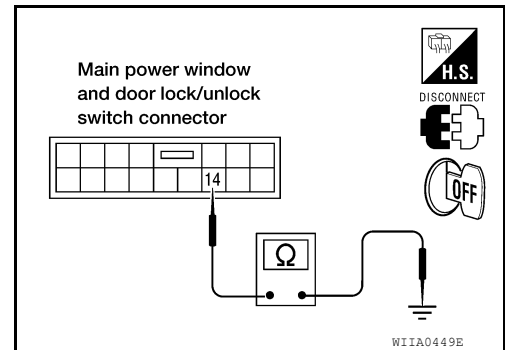 Main power window
and door lock/unlock
switch connector
H.S.
DISCONNECT
OFF
14
Ω
WIIA0449E